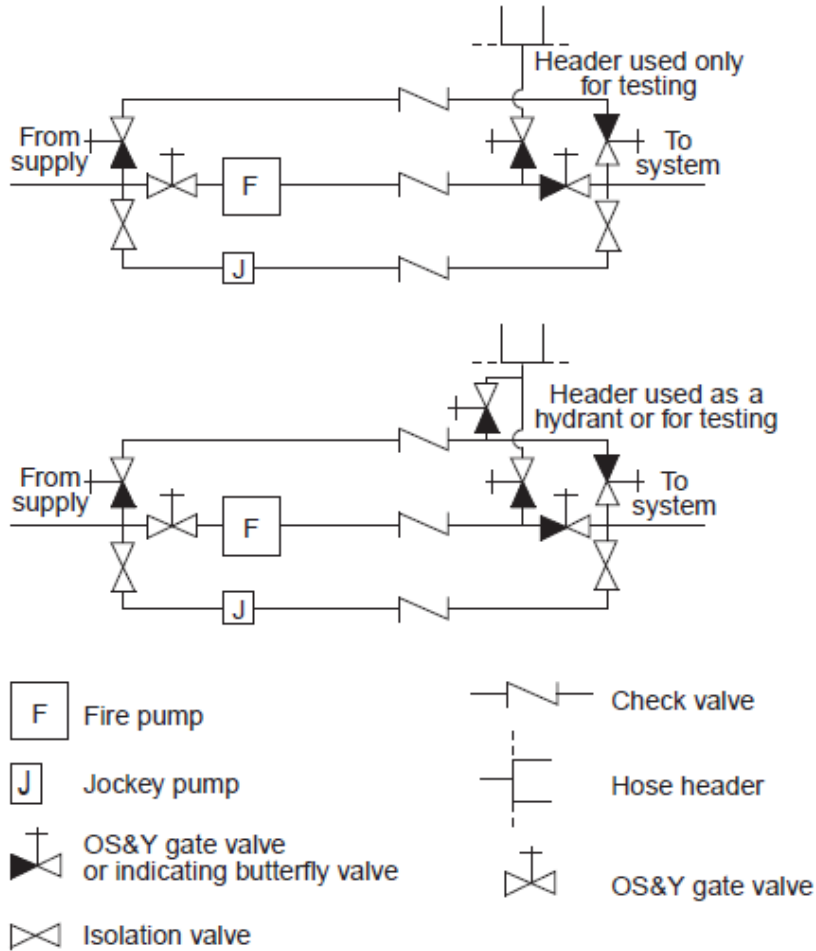 Header used only
for testing
From
supply
To
system
F
J
Header used as a
hydrant or for testing
From
supply
To
system
F
J
F
Fire pump
Check valve
J
Jockey pump
Hose header
OS&Y gate valve
or indicating butterfly valve
OS&Y gate valve
Isolation valve